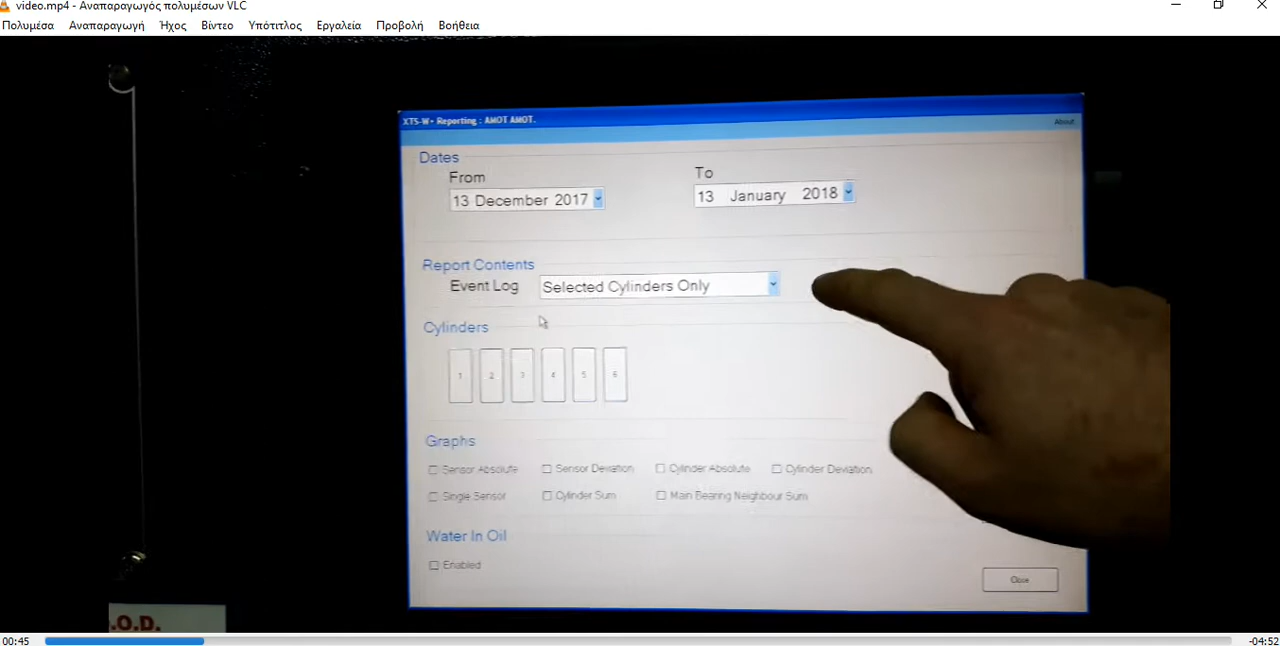 video.mp4 - Αναπαραγωγός πολυμέσων VLC
Πολυμέσα Αναπαραγωγή Ήχος Βίντεο Υπότιτλος Εργαλεία Προβολή Βοήθεια
XTS-W+ Reporting : AMOT AMOT.
About
Dates
From To
13 December 2017 13 January 2018
Report Contents
Event Log Selected Cylinders Only
Cylinders
1 2 3 4 5 6
Graphs
Sensor Absolute Sensor Deviation Cylinder Absolute Cylinder Deviation
Single Sensor Cylinder Sum Main Bearing Neighbour Sum
Water In Oil
Enabled
Close
.O.D.
00:45 -04:52